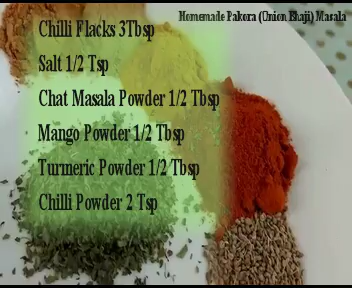 Homemade Pakora (Onion Bhaji) Masala
Chilli Flacks 3Tbsp
Salt 1/2 Tsp
Chat Masala Powder 1/2 Tbsp
Mango Powder 1/2 Tbsp
Turmeric Powder 1/2 Tbsp
Chilli Powder 2 Tsp